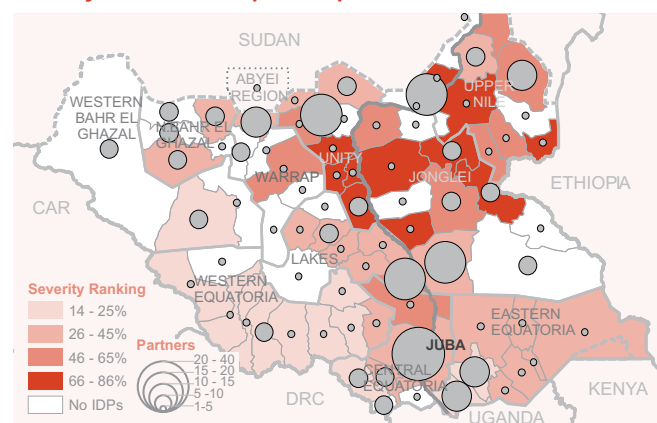 SUDAN
ABYEI
REGION
UPPER
NILE
WESTERN
BAHR EL
GHAZAL
N.BAHR EL
GHAZAL
UNITY
WARRAP
JONGLEI
ETHIOPIA
CAR
LAKES
WESTERN
EQUATORIA
EASTERN
EQUATORIA
JUBA
CENTRAL
EQUATORIA
DRC
UGANDA
KENYA
Severity Ranking
14 - 25%
26 - 45%
46 - 65%
66 - 86%
No IDPs
Partners
20 - 40
15 - 20
10 - 15
5 -10
1-5